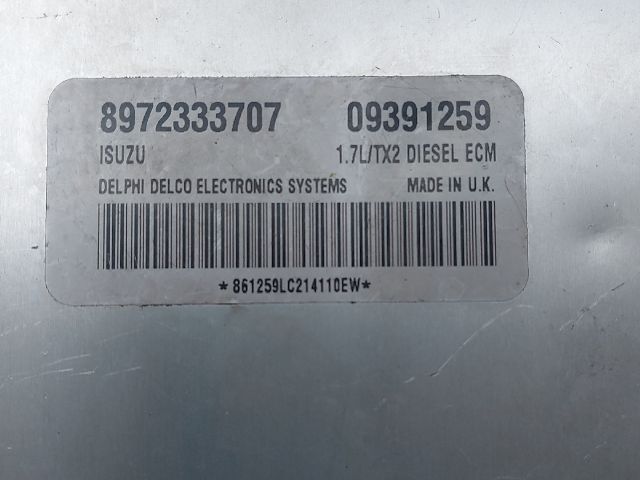 8972333707 09391259
ISUZU 1.7L/TX2 DIESEL ECM
DELPHI DELCO ELECTRONICS SYSTEMS MADE IN U.K.
*861259LC214110EW*